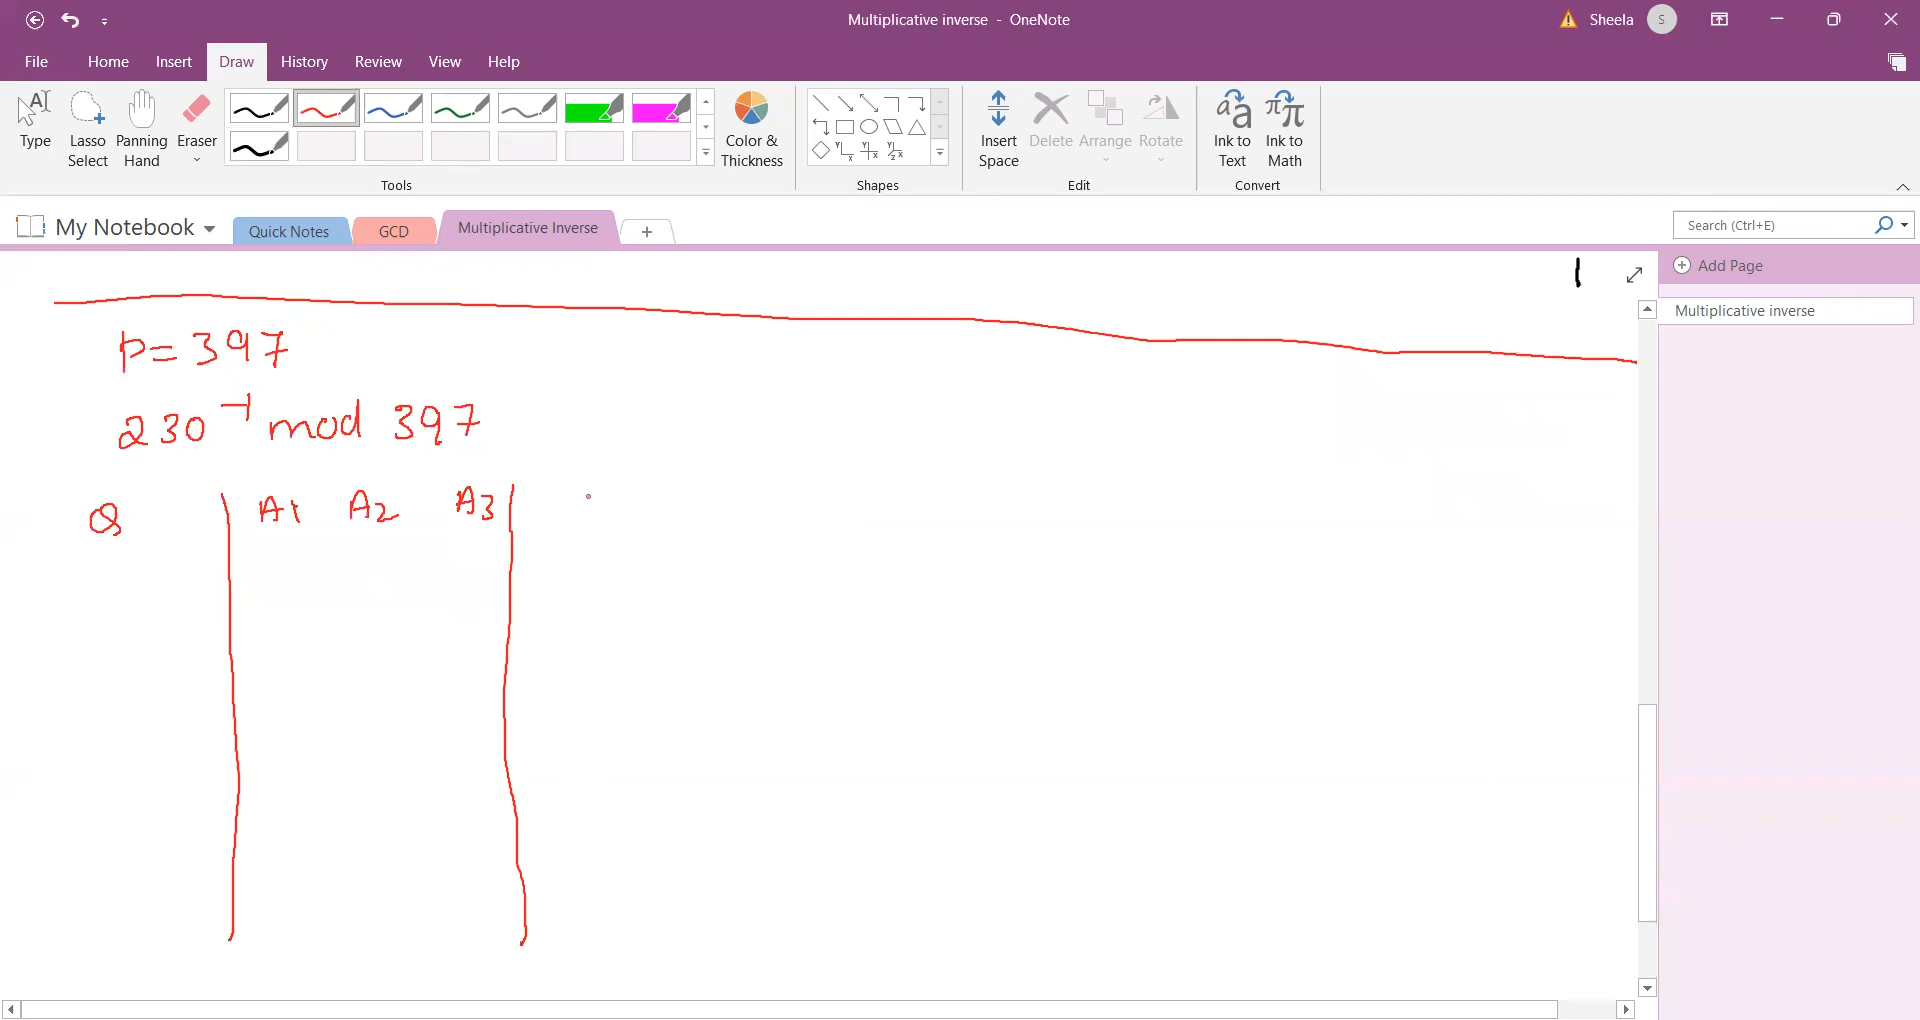 Multiplicative inverse - OneNote
Sheela S
File Home Insert Draw History Review View Help
Type
Lasso Select
Panning Hand
Eraser
Color & Thickness
Insert Space
Delete
Arrange
Rotate
Ink to Text
Ink to Math
Tools Shapes Edit Convert
My Notebook Quick Notes GCD Multiplicative Inverse +
Search (Ctrl+E)
1
Add Page
Multiplicative inverse
p=397
230⁻¹ mod 397
Q A1 A2 A3